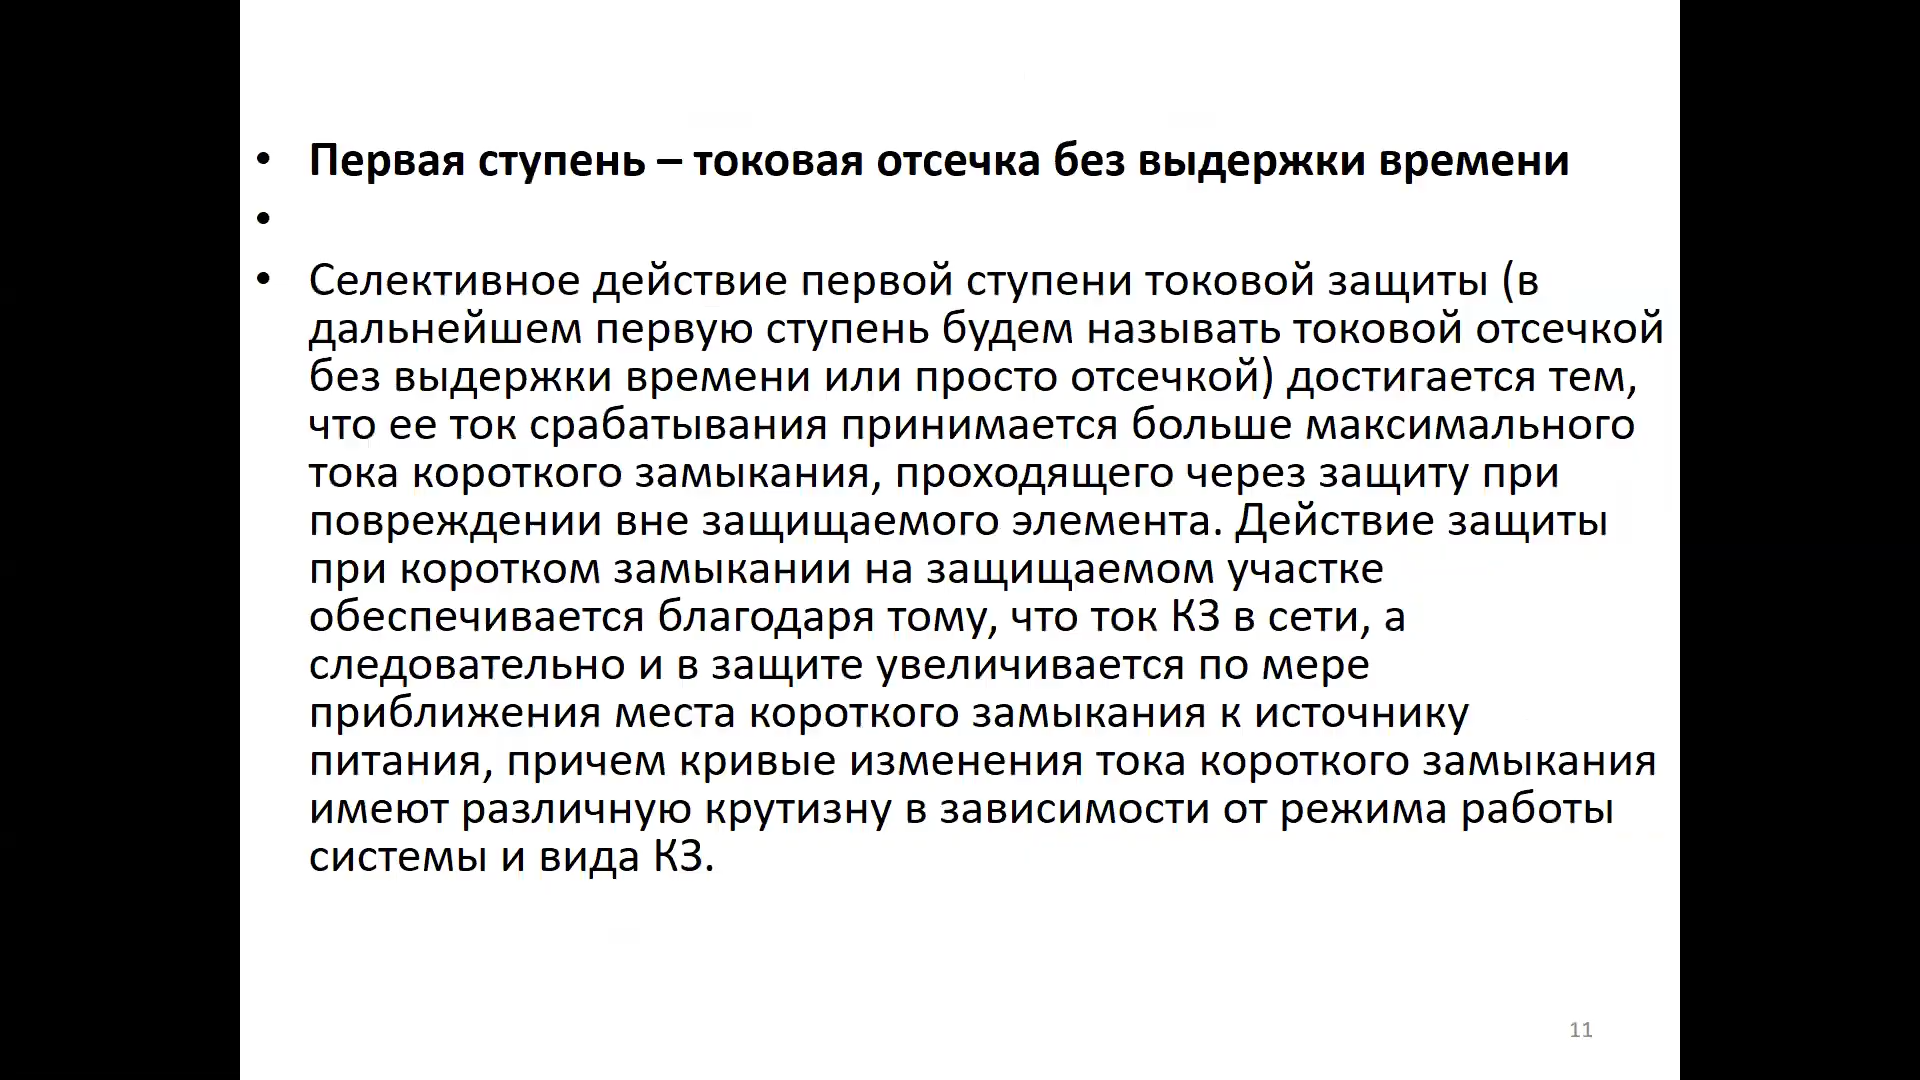 • Первая ступень – токовая отсечка без выдержки времени
•
• Селективное действие первой ступени токовой защиты (в
дальнейшем первую ступень будем называть токовой отсечкой
без выдержки времени или просто отсечкой) достигается тем,
что ее ток срабатывания принимается больше максимального
тока короткого замыкания, проходящего через защиту при
повреждении вне защищаемого элемента. Действие защиты
при коротком замыкании на защищаемом участке
обеспечивается благодаря тому, что ток КЗ в сети, а
следовательно и в защите увеличивается по мере
приближения места короткого замыкания к источнику
питания, причем кривые изменения тока короткого замыкания
имеют различную крутизну в зависимости от режима работы
системы и вида КЗ.
11